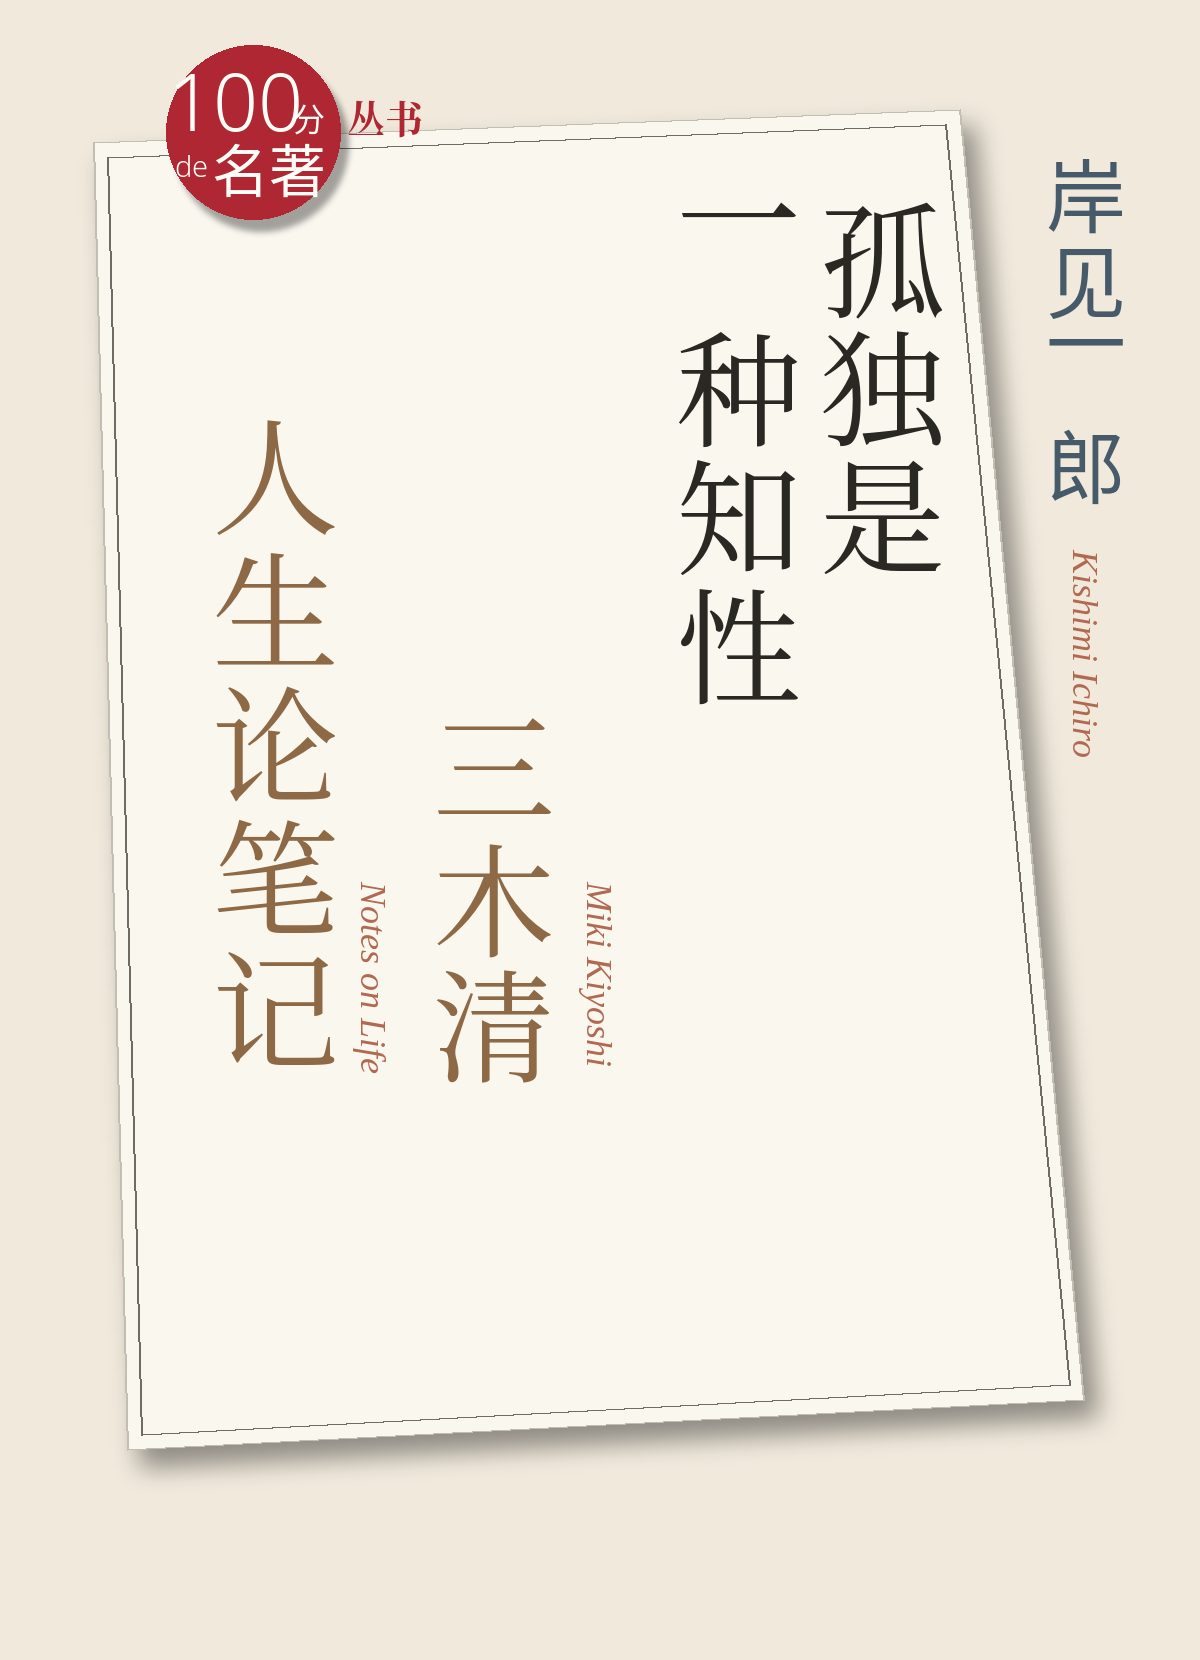 100分
de名著
丛书
岸见一郎
Kishimi Ichiro
孤独是
一种知性
Miki Kiyoshi
三木清
Notes on Life
人生论笔记